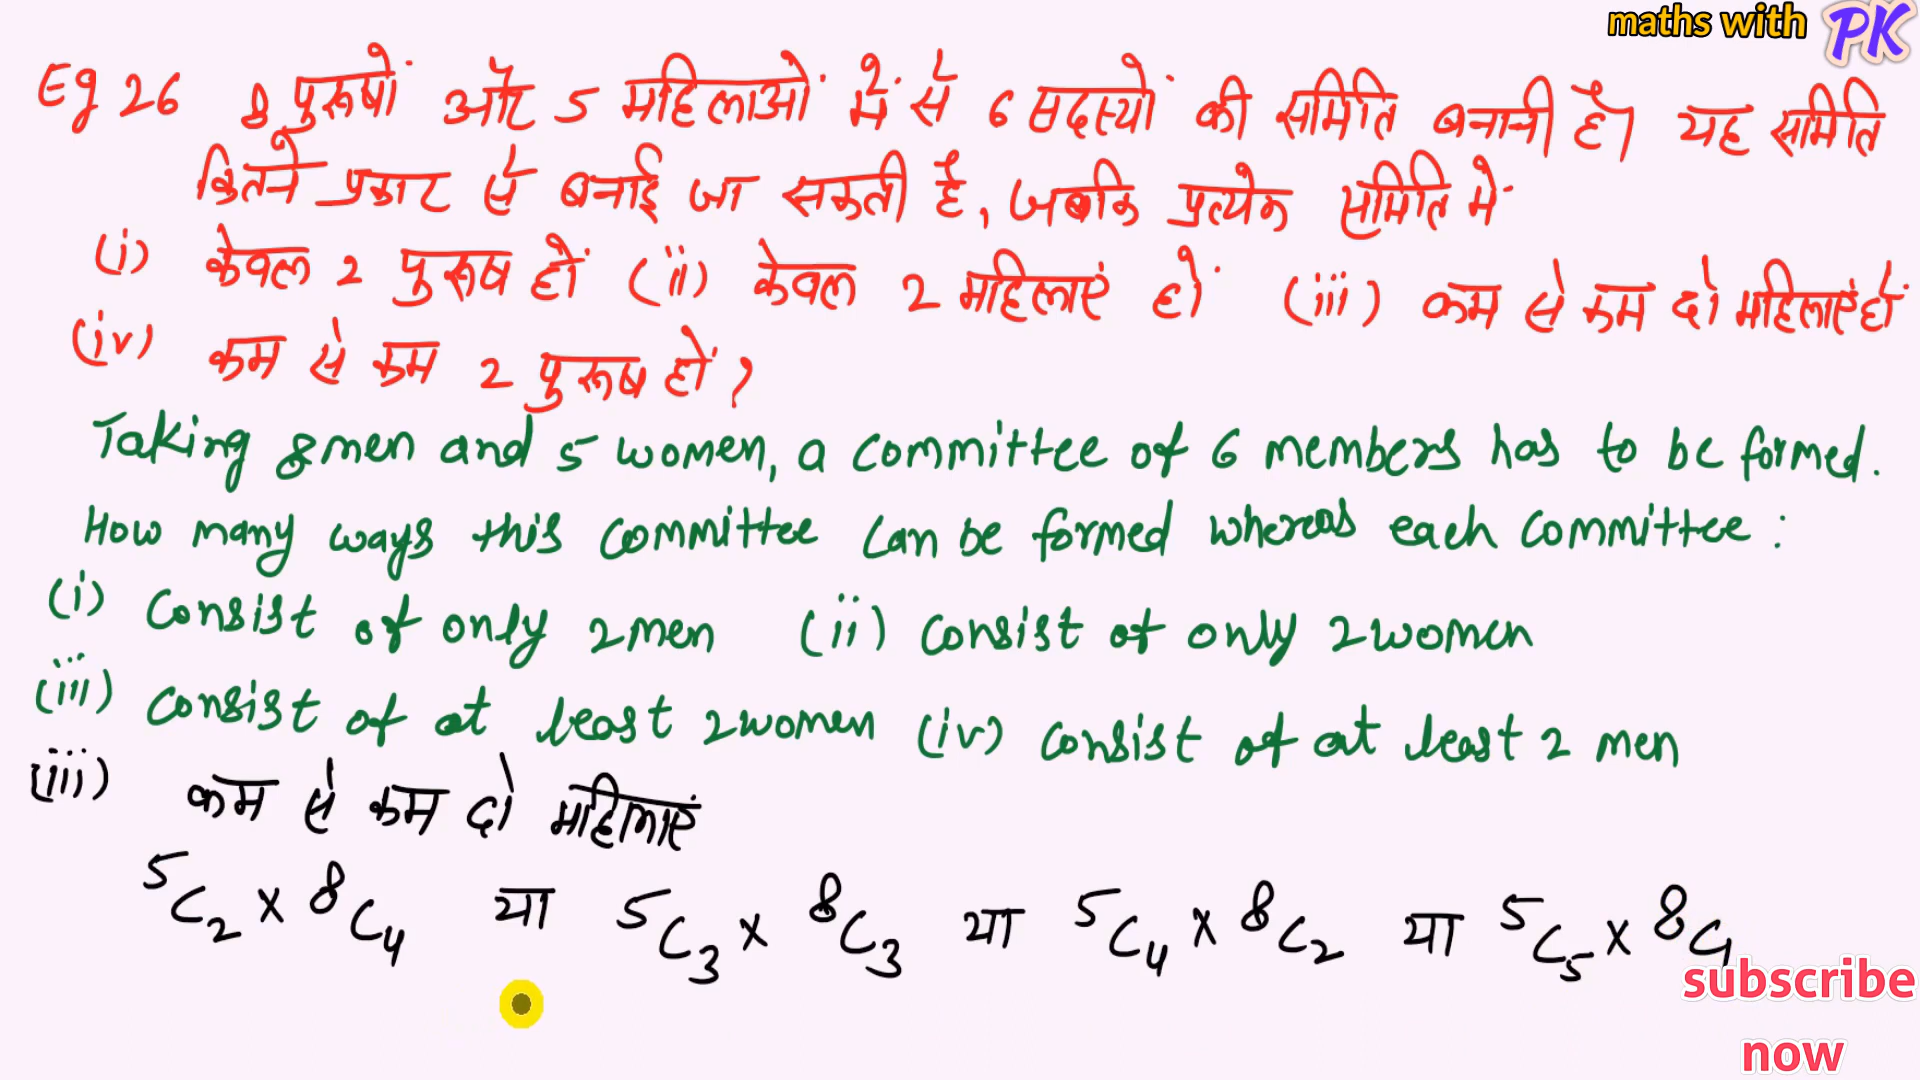 maths with PK
Eg 26 8 पुरूषों और 5 महिलाओं में से 6 सदस्यों की समिति बनानी है। यह समिति
कितने प्रकार से बनाई जा सकती है, जबकि प्रत्येक समिति में
(i) केवल 2 पुरूष हों (ii) केवल 2 महिलाएं हों (iii) कम से कम दो महिलाएं हों
(iv) कम से कम 2 पुरूष हों ?
Taking 8 men and 5 women, a committee of 6 members has to be formed.
How many ways this committee can be formed whereas each committee :
(i) Consist of only 2 men (ii) consist of only 2 women
(iii) Consist of at least 2 women (iv) consist of at least 2 men
(iii) कम से कम दो महिलाएं
⁵C₂ × ⁸C₄ या ⁵C₃ × ⁸C₃ या ⁵C₄ × ⁸C₂ या ⁵C₅ × ⁸C₁
subscribe
now